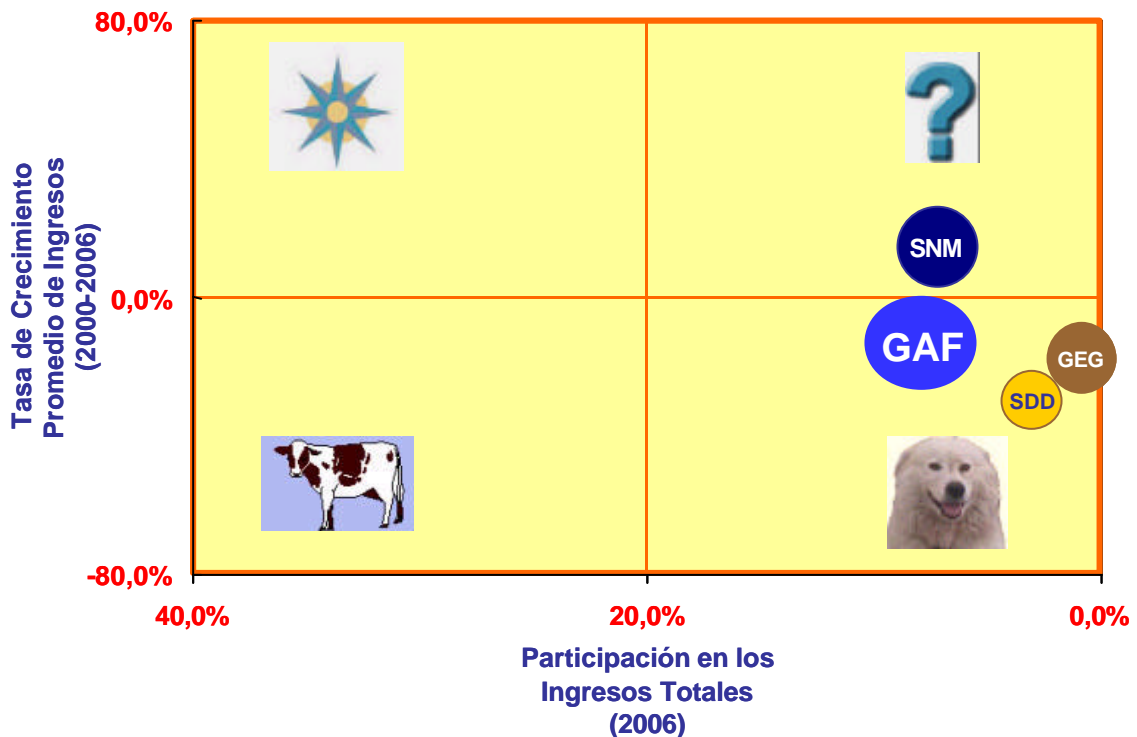 80,0%
?
Tasa de Crecimiento
Promedio de Ingresos
(2000-2006)
SNM
0,0%
GAF
GEG
SDD
-80,0%
40,0%
20,0%
0,0%
Participación en los
Ingresos Totales
(2006)